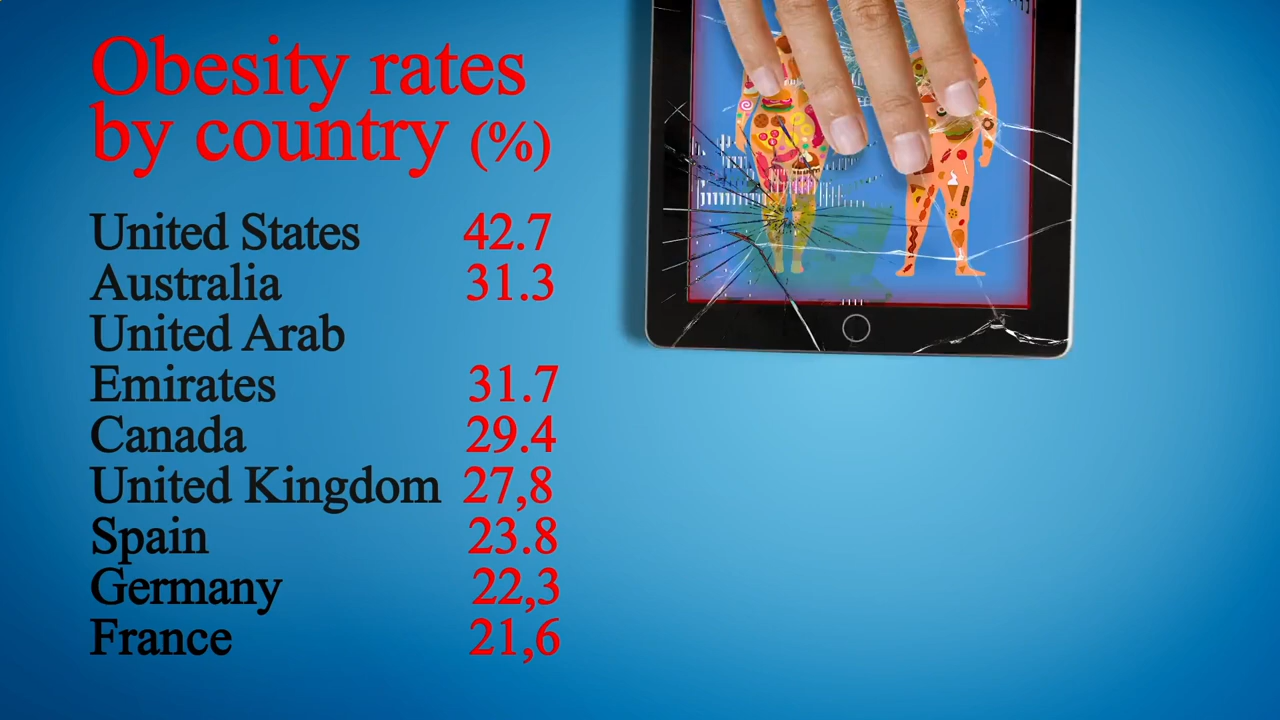 Obesity rates
by country (%)
United States 42.7
Australia 31.3
United Arab
Emirates 31.7
Canada 29.4
United Kingdom 27,8
Spain 23.8
Germany 22,3
France 21,6